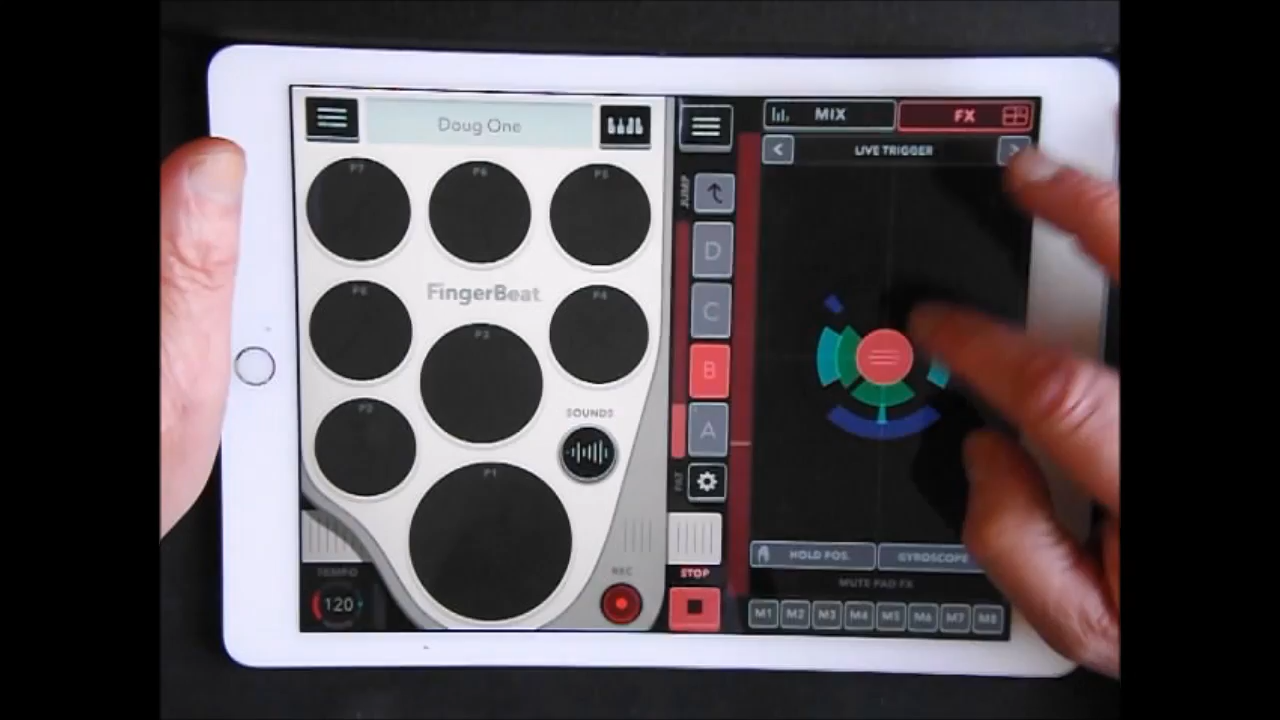 Doug One
P7
P6
P5
FingerBeat
P4
P3
SOUNDS
P1
REC
TEMPO
120
JUMP
D
C
B
A
PAT
STOP
MIX
FX
<
LIVE TRIGGER
>
HOLD POS.
GYROSCOPE
MUTE PAD FX
M1 M2 M3 M4 M5 M6 M7 M8